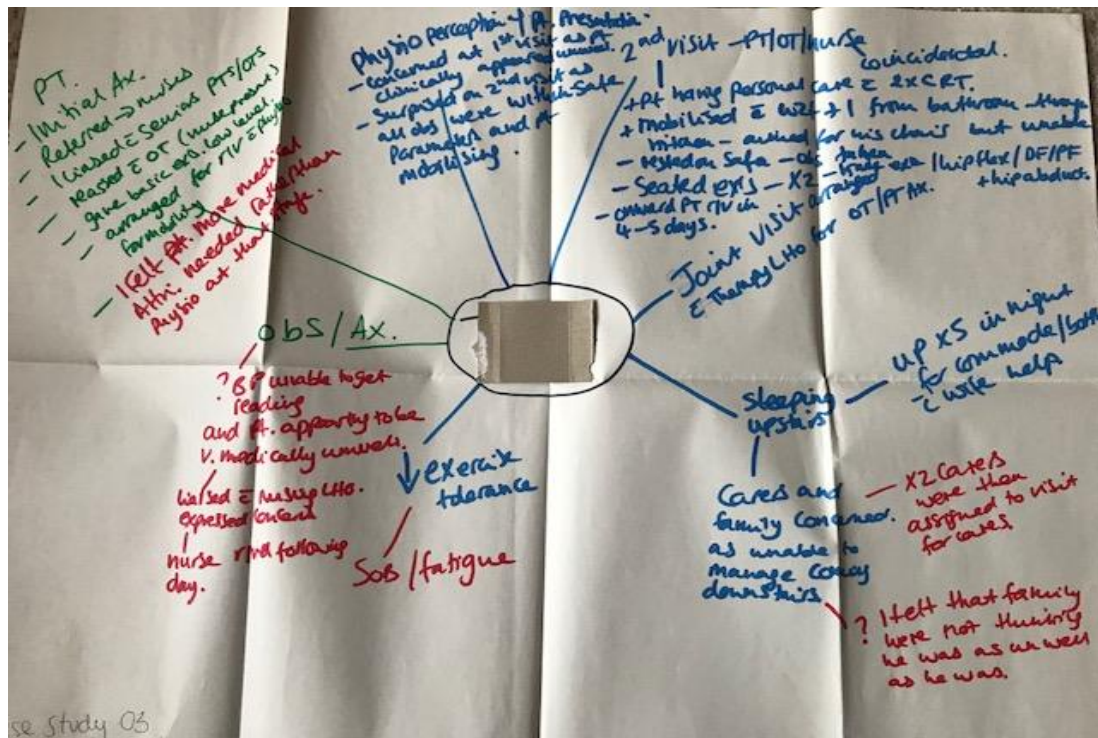 PT.
- Initial Ax.
- Referred → nurses
- liased c̄ Seniors PTS/OTS
- liased c̄ OT (nurse present)
- gave basic exs. low level
- arranged for r/v c̄ Physio
for mobility
- I felt pt. more medical
Attn. needed rather than
Physio at that stage.
Physio perception of Pt. Presentation.
- concerned at 1st visit as pt
clinically appeared unwell.
- Surprised on 2nd visit as
all obs were within safe
Parameters and pt
mobilising.
2nd visit - PT/OT/nurse
coincidental.
+ Pt having personal care c̄ 2x CRT.
+ mobilised c̄ WZF + 1 from bathroom through
kitchen - aimed for his chair but unable
- rested on Sofa - obs taken
- Seated exs - x2 - / hip flex / DF/PF
+ hip abduct.
- onward PT r/v in
4-5 days.
Joint visit arranged
c̄ Therapy LHO for OT/PT Ax.
Sleeping
upstairs
UP x5 in night
- for commode/bottle
- c̄ wife help
Carers and
family concerned.
as unable to
manage
downstairs
X2 Carers
were then
assigned to visit
for cares.
? I felt that family
were not thinking
he was as unwell
as he was.
↓ exercise
tolerance
SOB / fatigue
Obs / Ax.
? BP unable to get
reading
and pt. appearing to be
v. medically unwell.
liased c̄ nursing LHO.
expressed concern
nurse r/v'd following
day.
se study 03